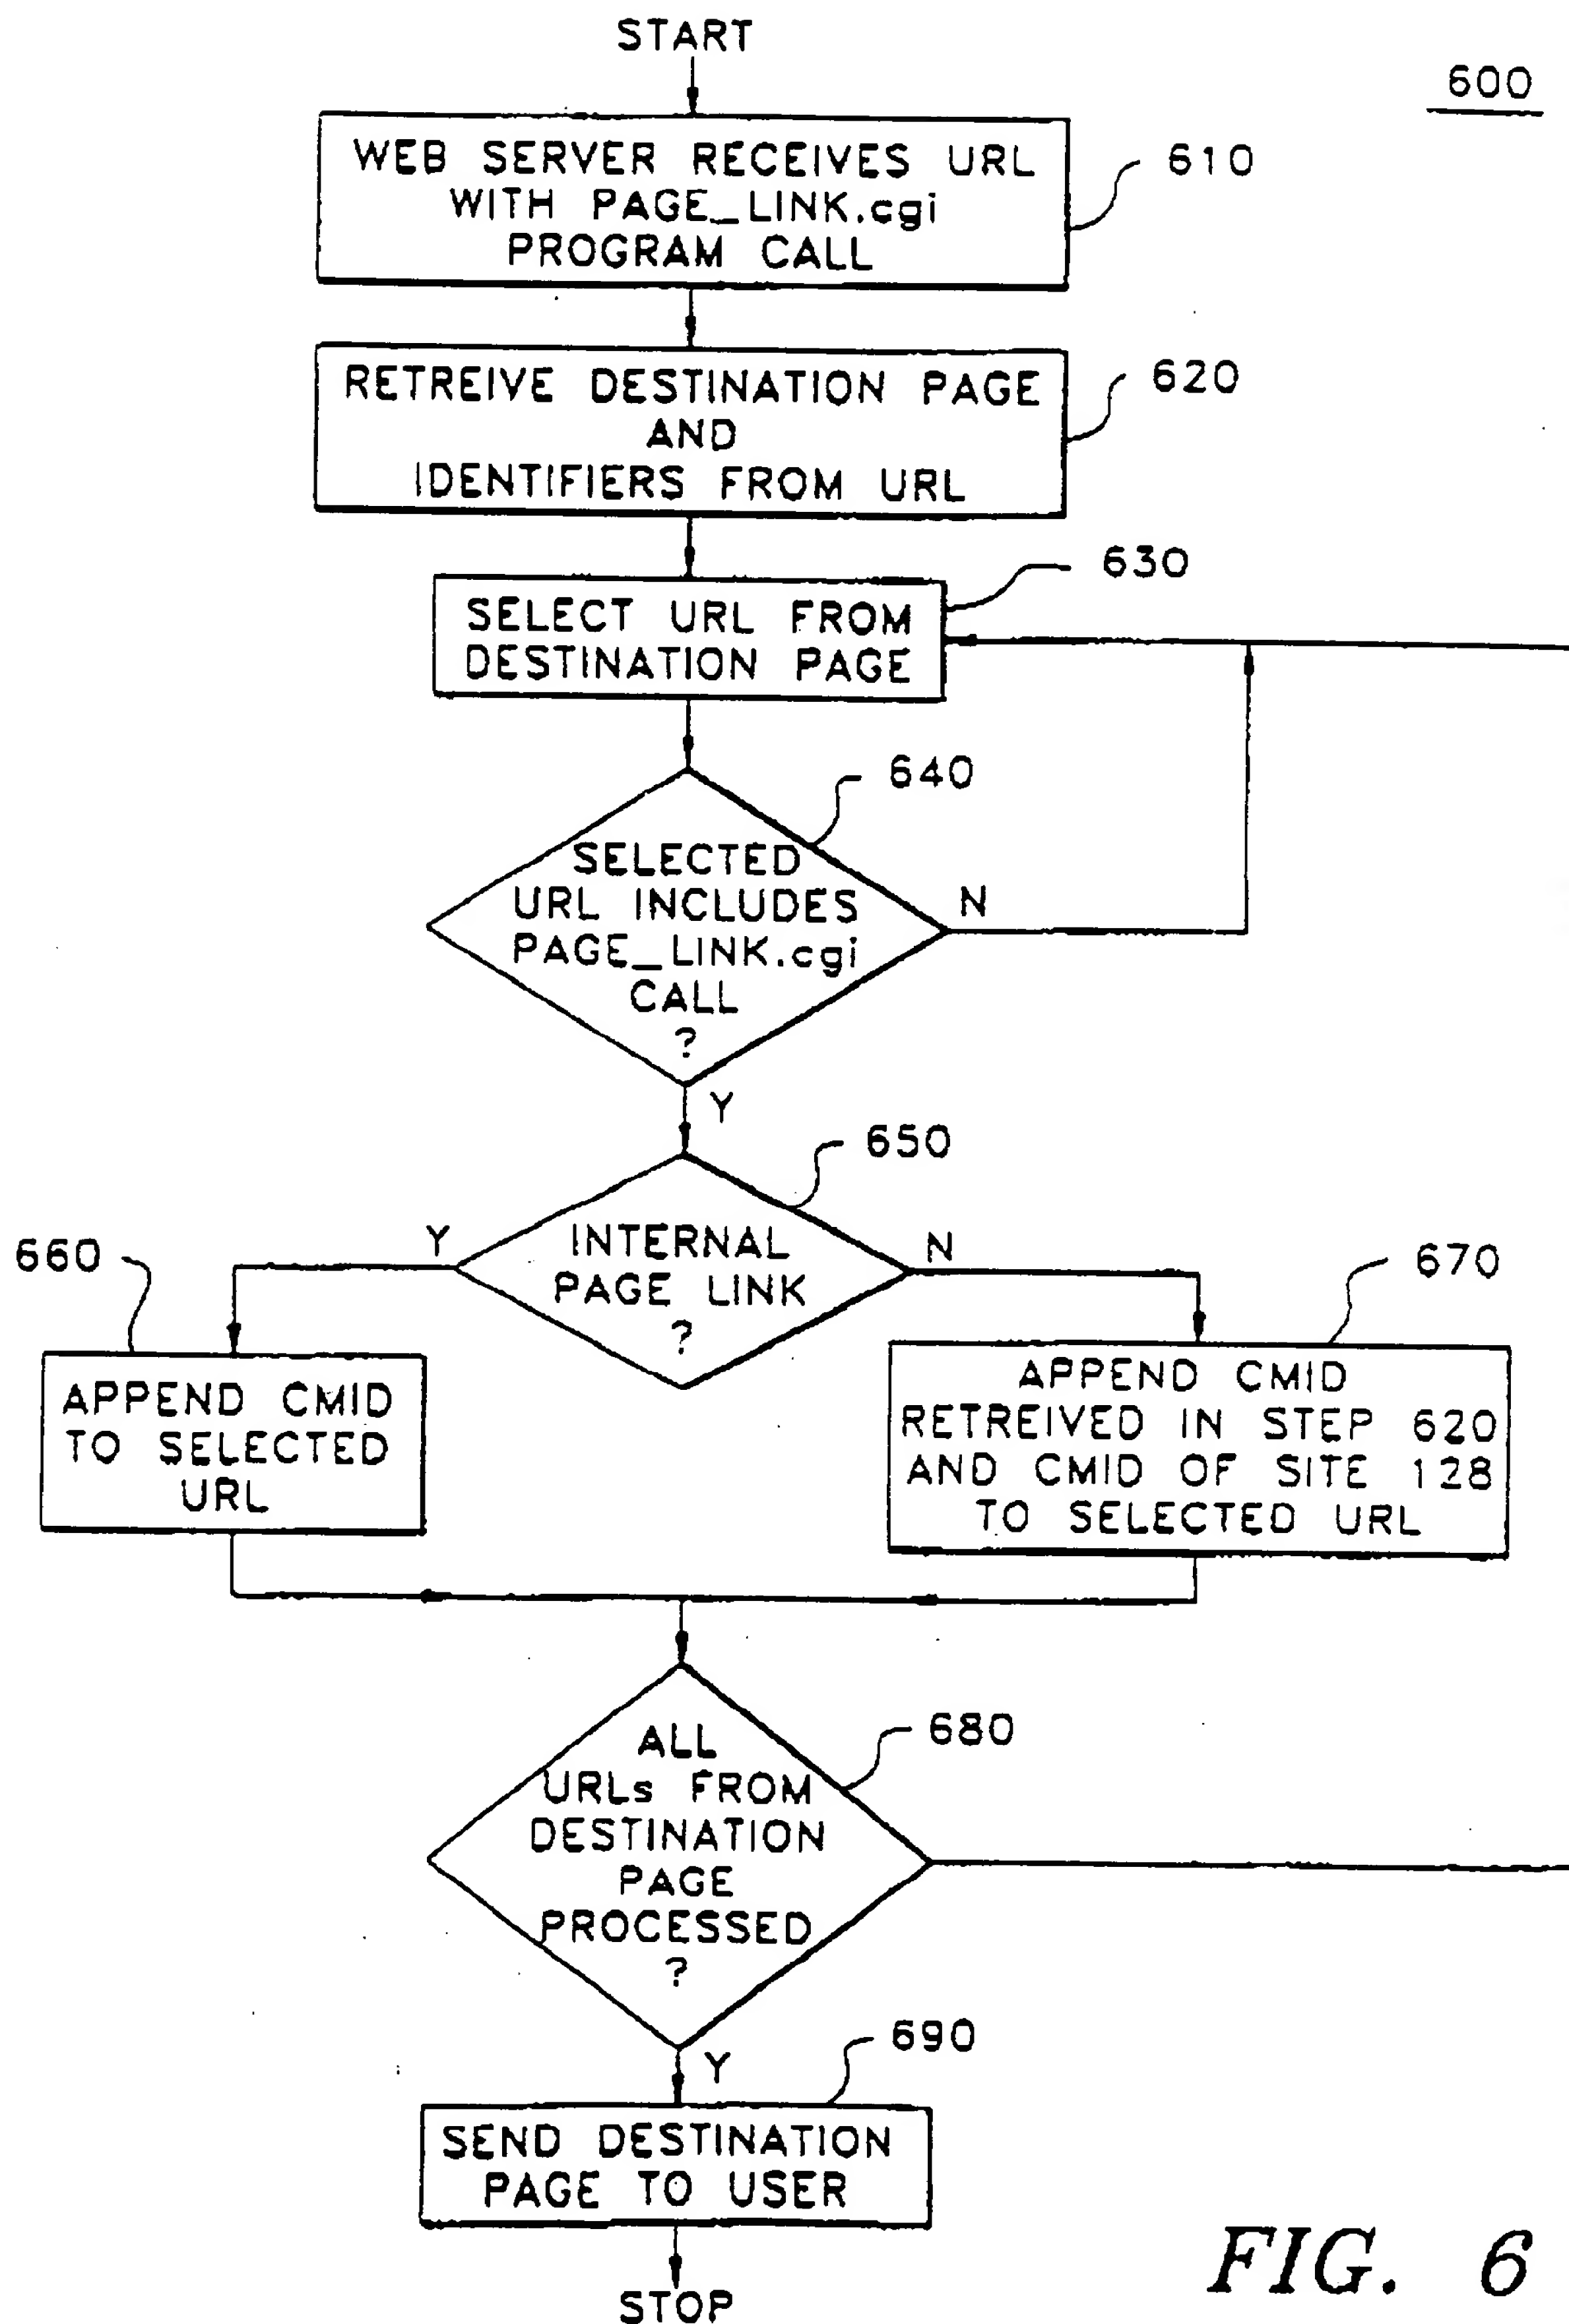 START
600
WEB SERVER RECEIVES URL
WITH PAGE_LINK.cgi
PROGRAM CALL
610
RETREIVE DESTINATION PAGE
AND
IDENTIFIERS FROM URL
620
630
SELECT URL FROM
DESTINATION PAGE
640
SELECTED
URL INCLUDES
PAGE_LINK.cgi
CALL
?
N
Y
650
INTERNAL
PAGE LINK
?
Y
N
660
APPEND CMID
TO SELECTED
URL
670
APPEND CMID
RETREIVED IN STEP 620
AND CMID OF SITE 128
TO SELECTED URL
680
ALL
URLs FROM
DESTINATION
PAGE
PROCESSED
?
Y
690
SEND DESTINATION
PAGE TO USER
STOP
FIG. 6